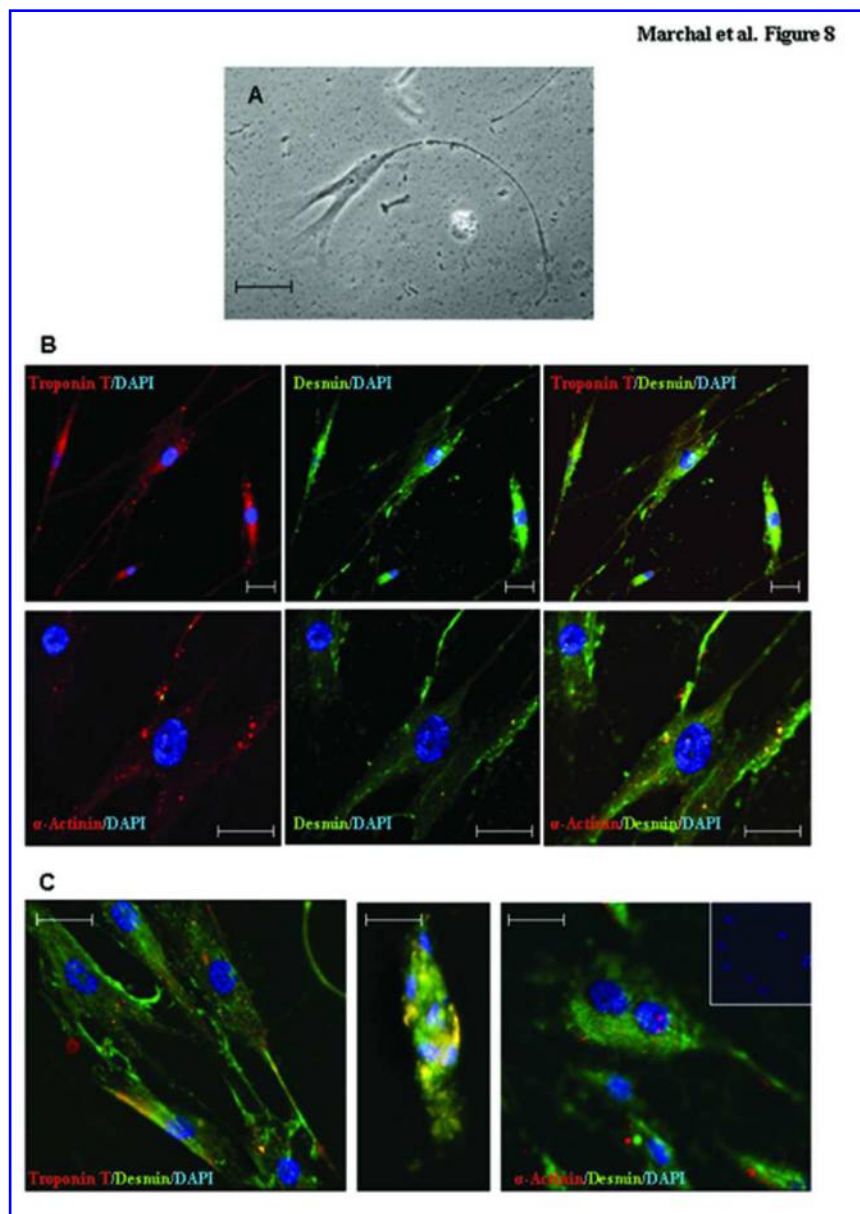 Marchal et al. Figure 8
A
B
Troponin T/DAPI
Desmin/DAPI
Troponin T/Desmin/DAPI
α-Actinin/DAPI
Desmin/DAPI
α-Actinin/Desmin/DAPI
C
Troponin T/Desmin/DAPI
α-Actinin/Desmin/DAPI